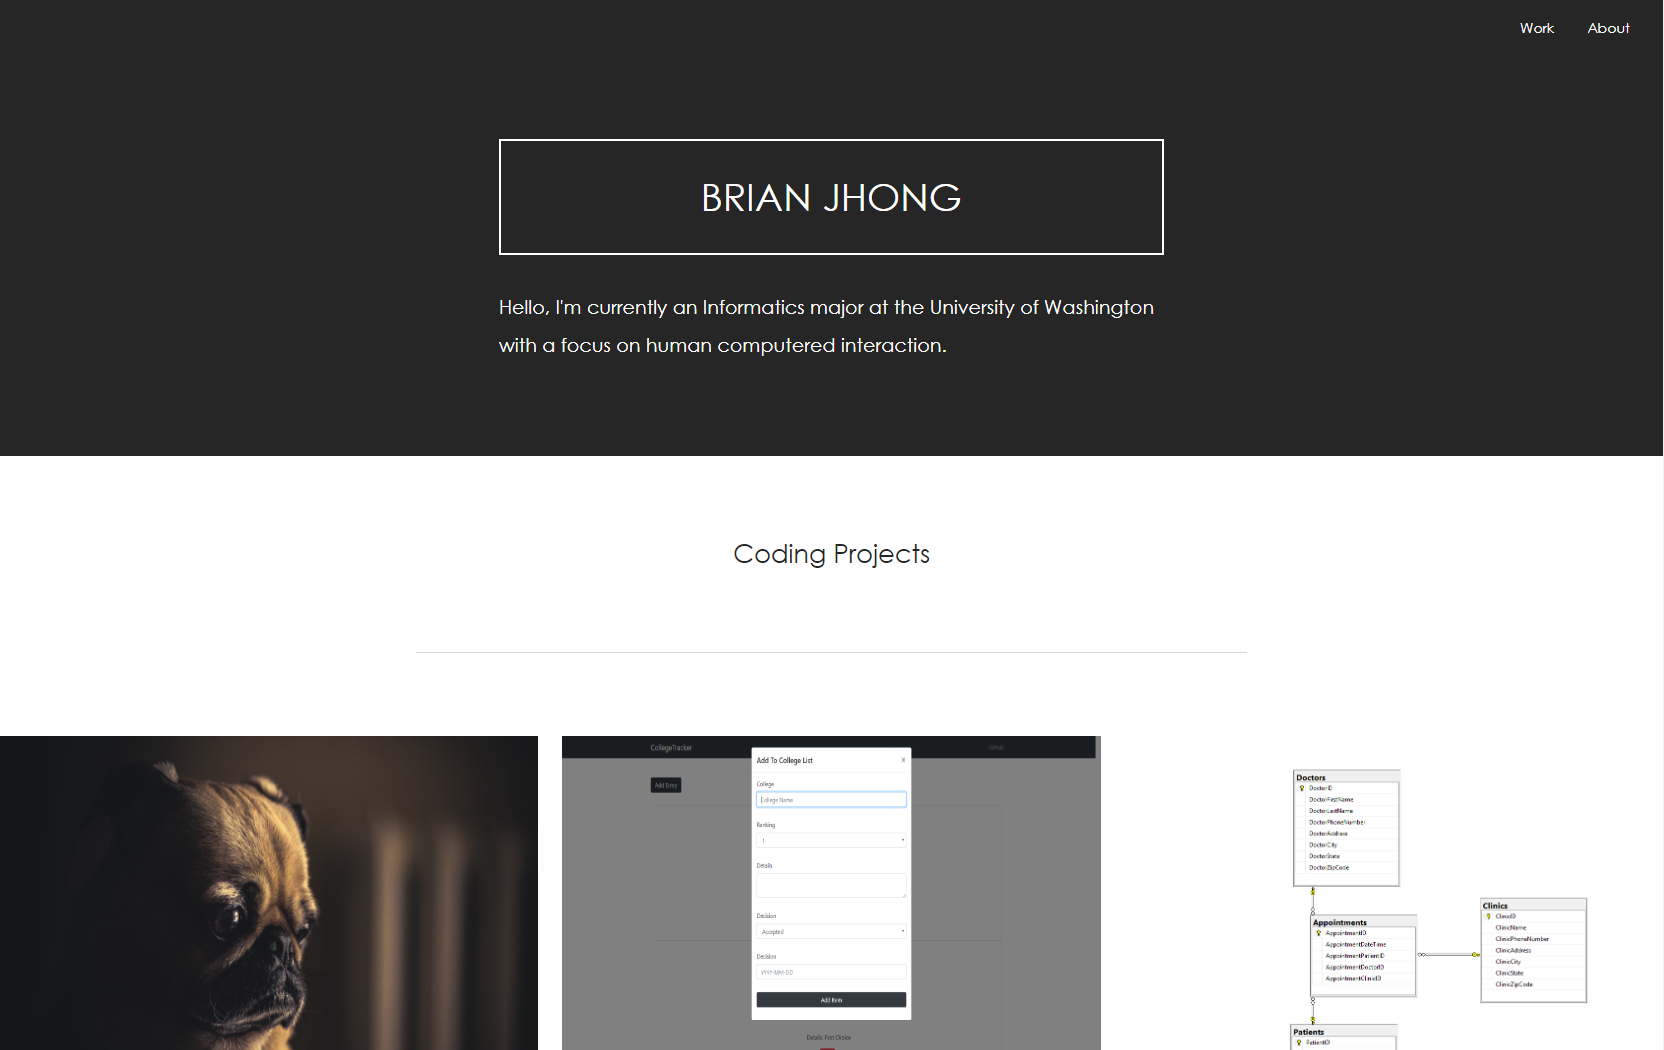 Work About
BRIAN JHONG
Hello, I'm currently an Informatics major at the University of Washington
with a focus on human computered interaction.
Coding Projects
CollegeTracker
Add Entry
Add To College List x
College
College Name
Ranking
1
Details
Decision
Accepted
Decision
YYYY-MM-DD
Add Item
Details: First Choice
Doctors
DoctorID
DoctorFirstName
DoctorLastName
DoctorPhoneNumber
DoctorAddress
DoctorCity
DoctorState
DoctorZipCode
Appointments
AppointmentID
AppointmentDateTime
AppointmentPatientID
AppointmentDoctorID
AppointmentClinicID
Clinics
ClinicID
ClinicName
ClinicPhoneNumber
ClinicAddress
ClinicCity
ClinicState
ClinicZipCode
Patients
PatientID